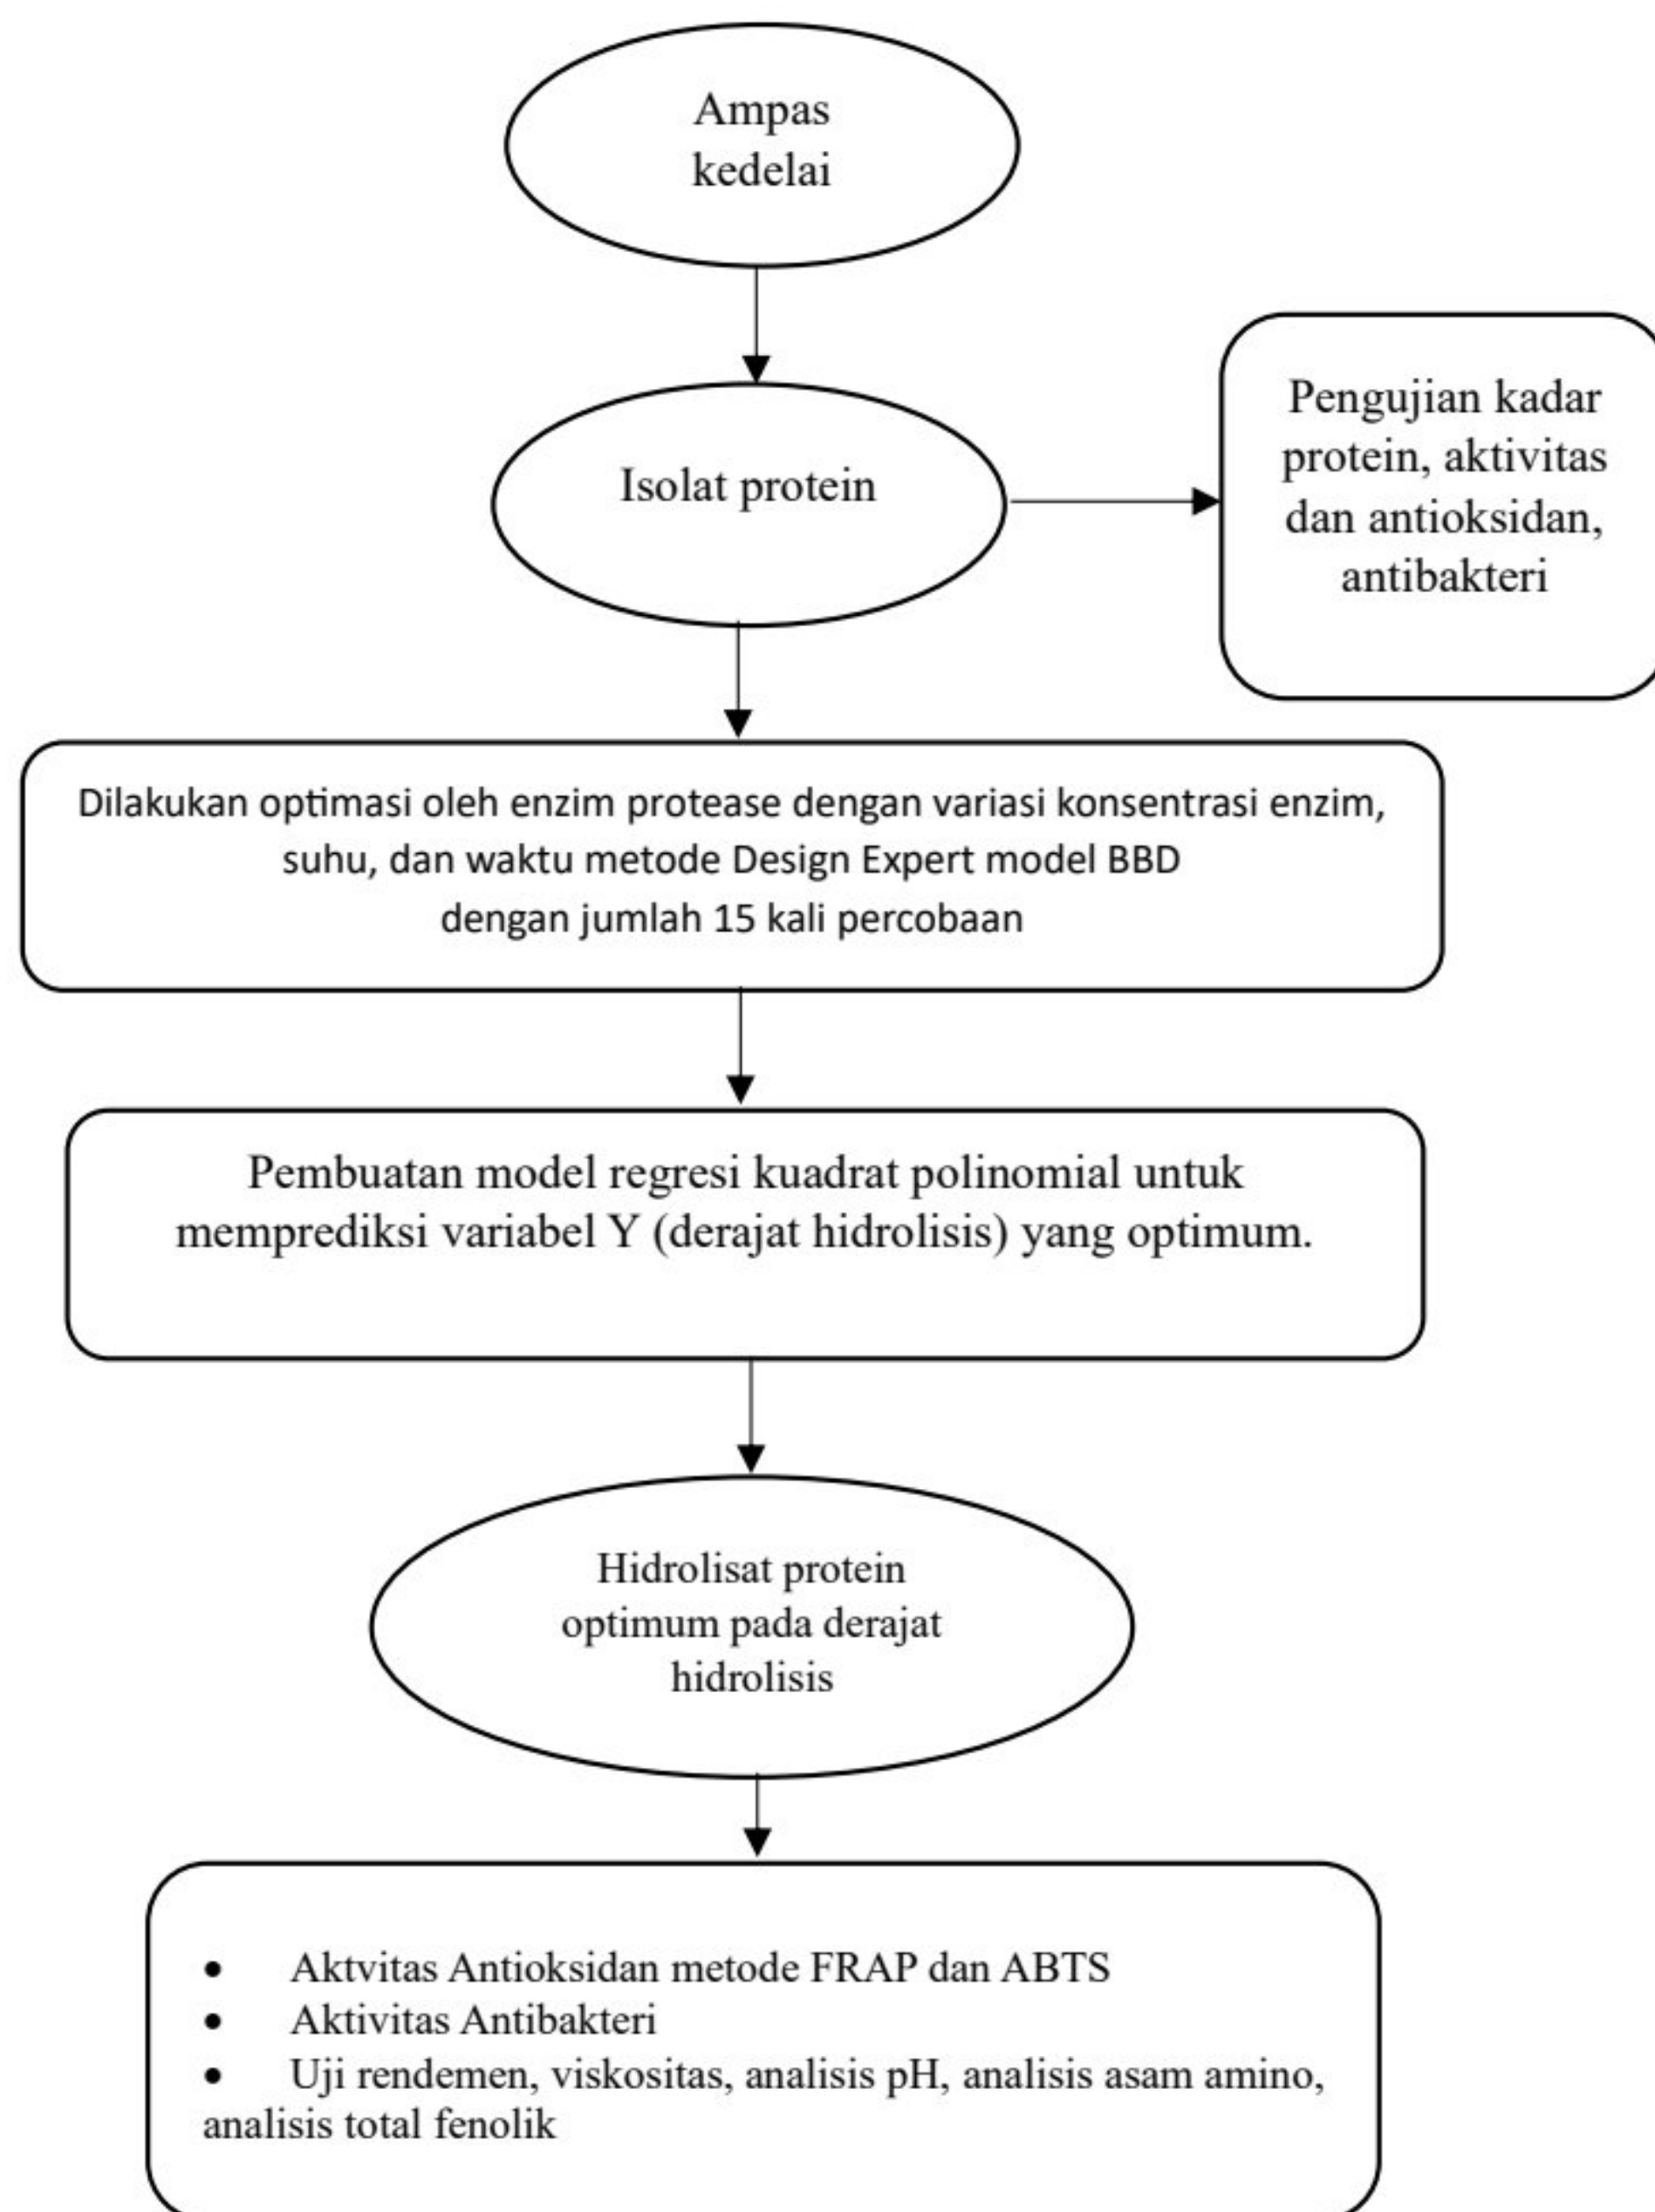 Ampas
kedelai
Isolat protein
Pengujian kadar
protein, aktivitas
dan antioksidan,
antibakteri
Dilakukan optimasi oleh enzim protease dengan variasi konsentrasi enzim,
suhu, dan waktu metode Design Expert model BBD
dengan jumlah 15 kali percobaan
Pembuatan model regresi kuadrat polinomial untuk
memprediksi variabel Y (derajat hidrolisis) yang optimum.
Hidrolisat protein
optimum pada derajat
hidrolisis
• Aktvitas Antioksidan metode FRAP dan ABTS
• Aktivitas Antibakteri
• Uji rendemen, viskositas, analisis pH, analisis asam amino,
analisis total fenolik